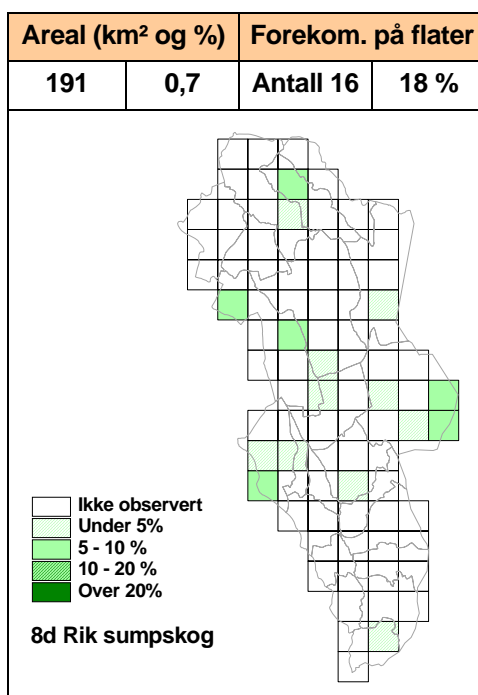 Areal (km² og %) Forekom. på flater
191 0,7 Antall 16 18 %
Ikke observert
Under 5%
5 - 10 %
10 - 20 %
Over 20%
8d Rik sumpskog